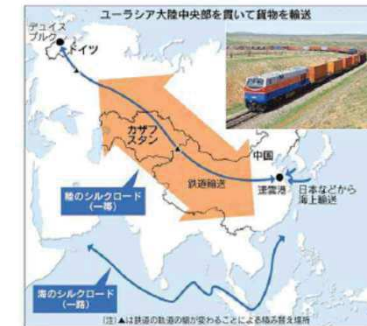 ユーラシア大陸中央部を貫いて貨物を輸送
デュイス
ブルク
ドイツ
カザフ
スタン
中国
鉄道輸送
連雲港
日本などから
海上輸送
陸のシルクロード
(一帯)
海のシルクロード
(一路)
(注)▲は鉄道の軌道の幅が変わることによる積み替え場所